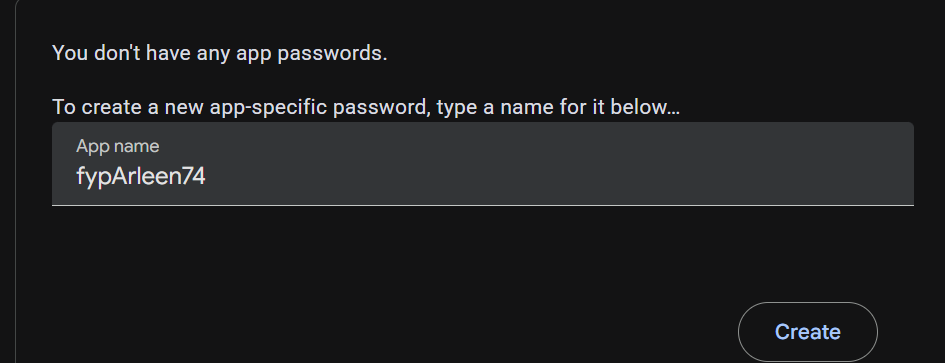 You don't have any app passwords.
To create a new app-specific password, type a name for it below…
App name
fypArleen74
Create